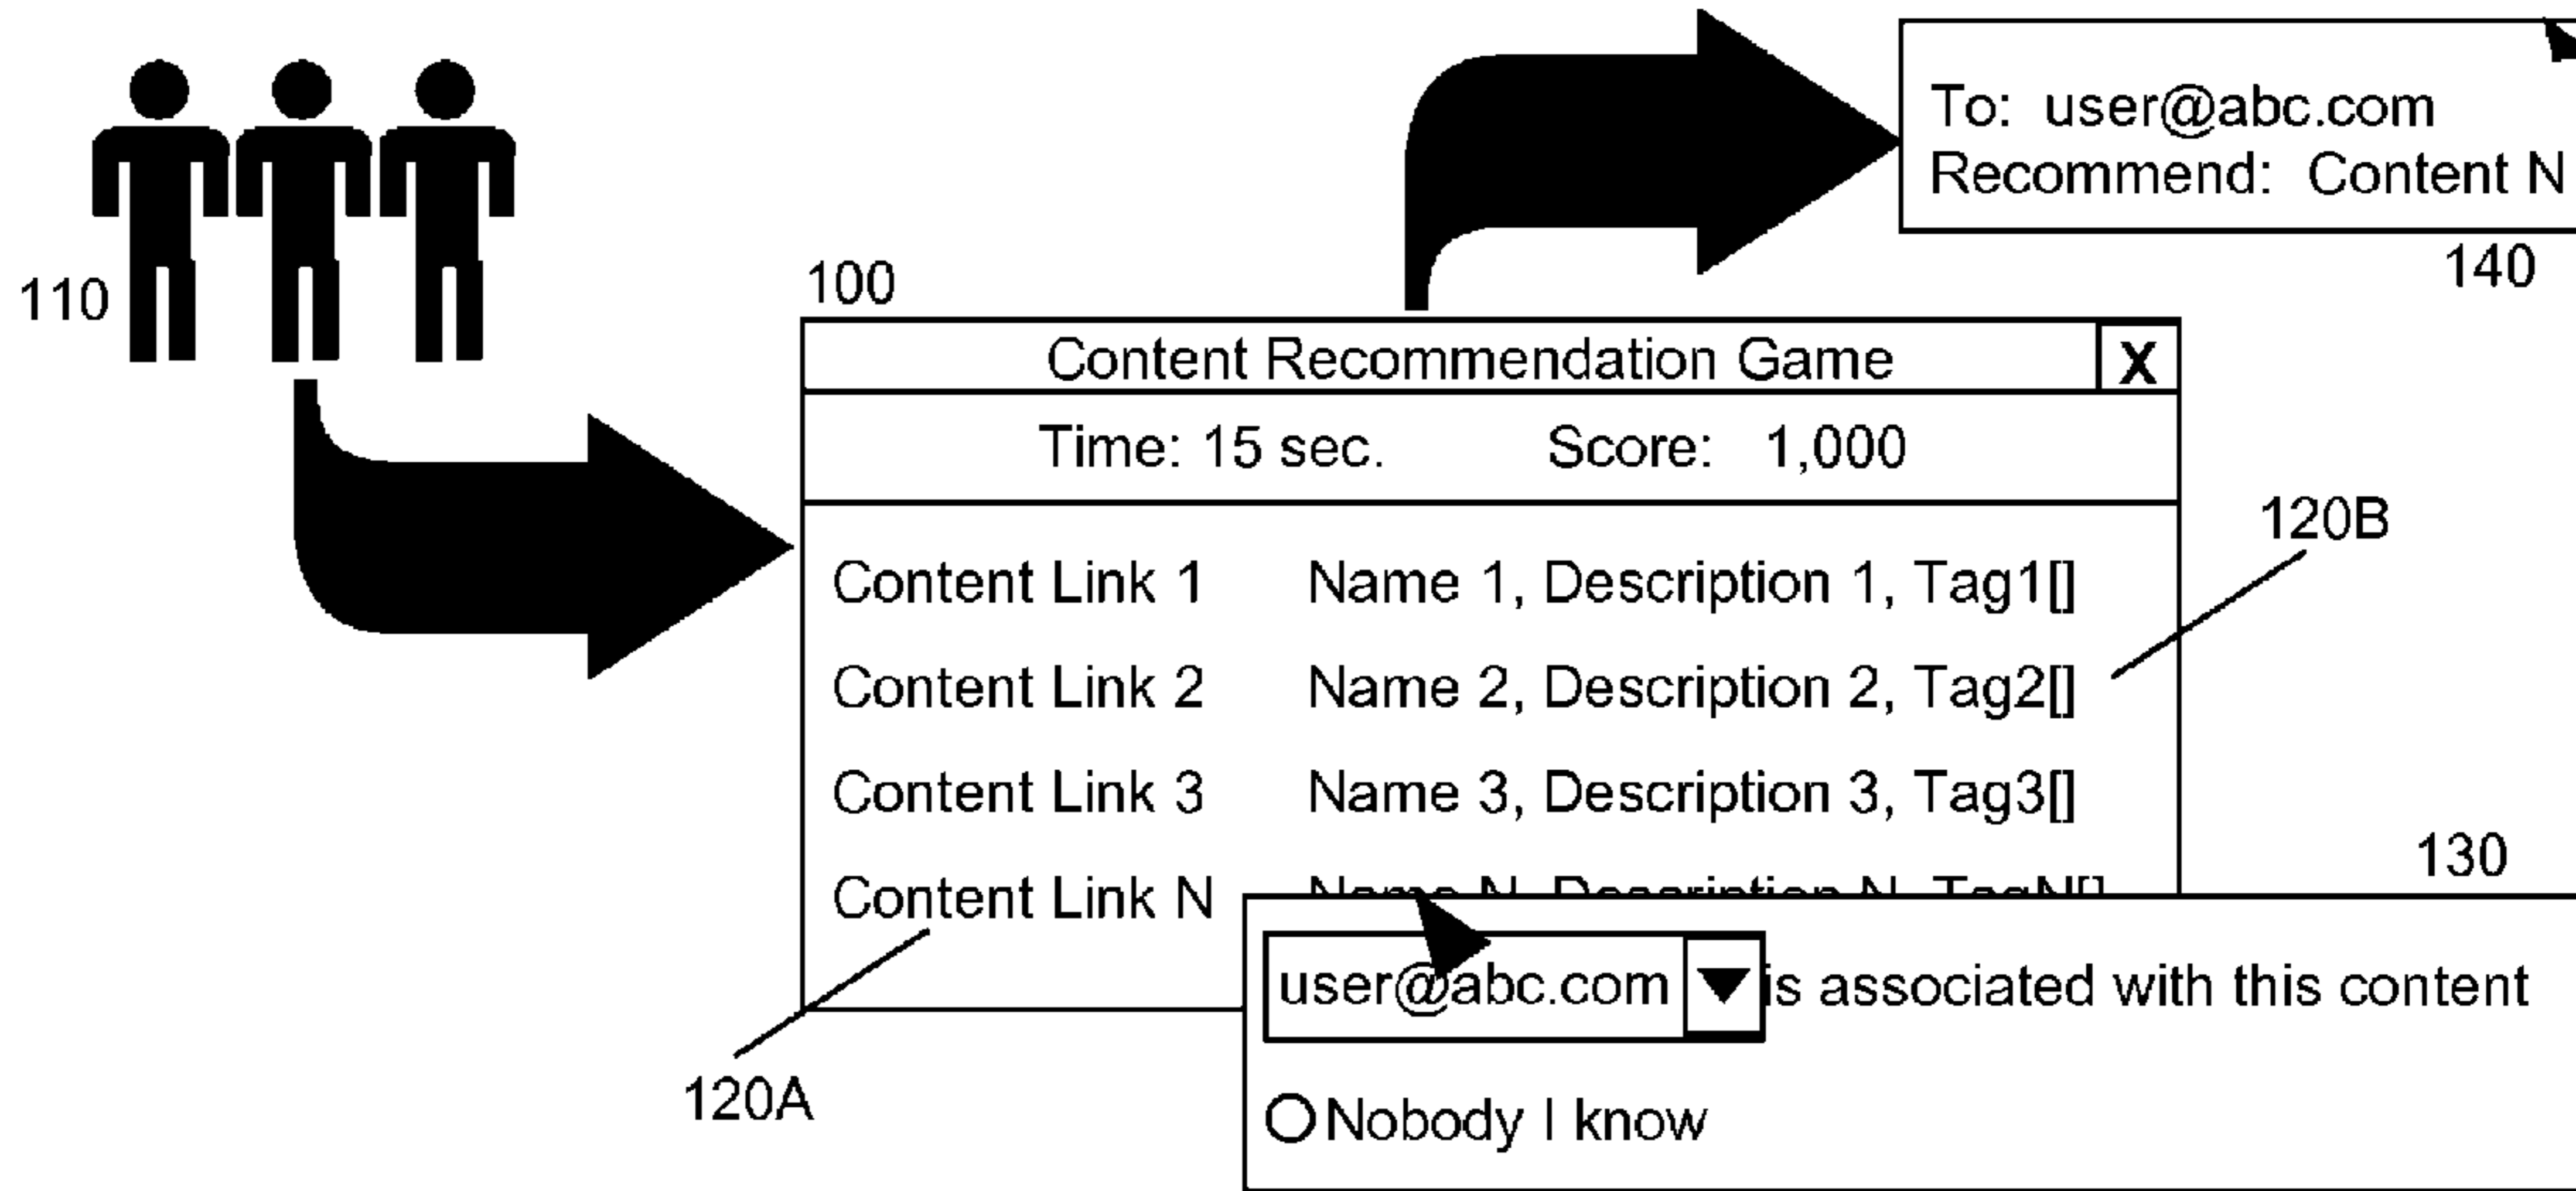 To: user@abc.com
Recommend: Content N
140
110
100
Content Recommendation Game X
Time: 15 sec. Score: 1,000
120B
Content Link 1 Name 1, Description 1, Tag1[]
Content Link 2 Name 2, Description 2, Tag2[]
Content Link 3 Name 3, Description 3, Tag3[]
130
Content Link N Name N, Description N, TagN[]
user@abc.com is associated with this content
120A
Nobody I know